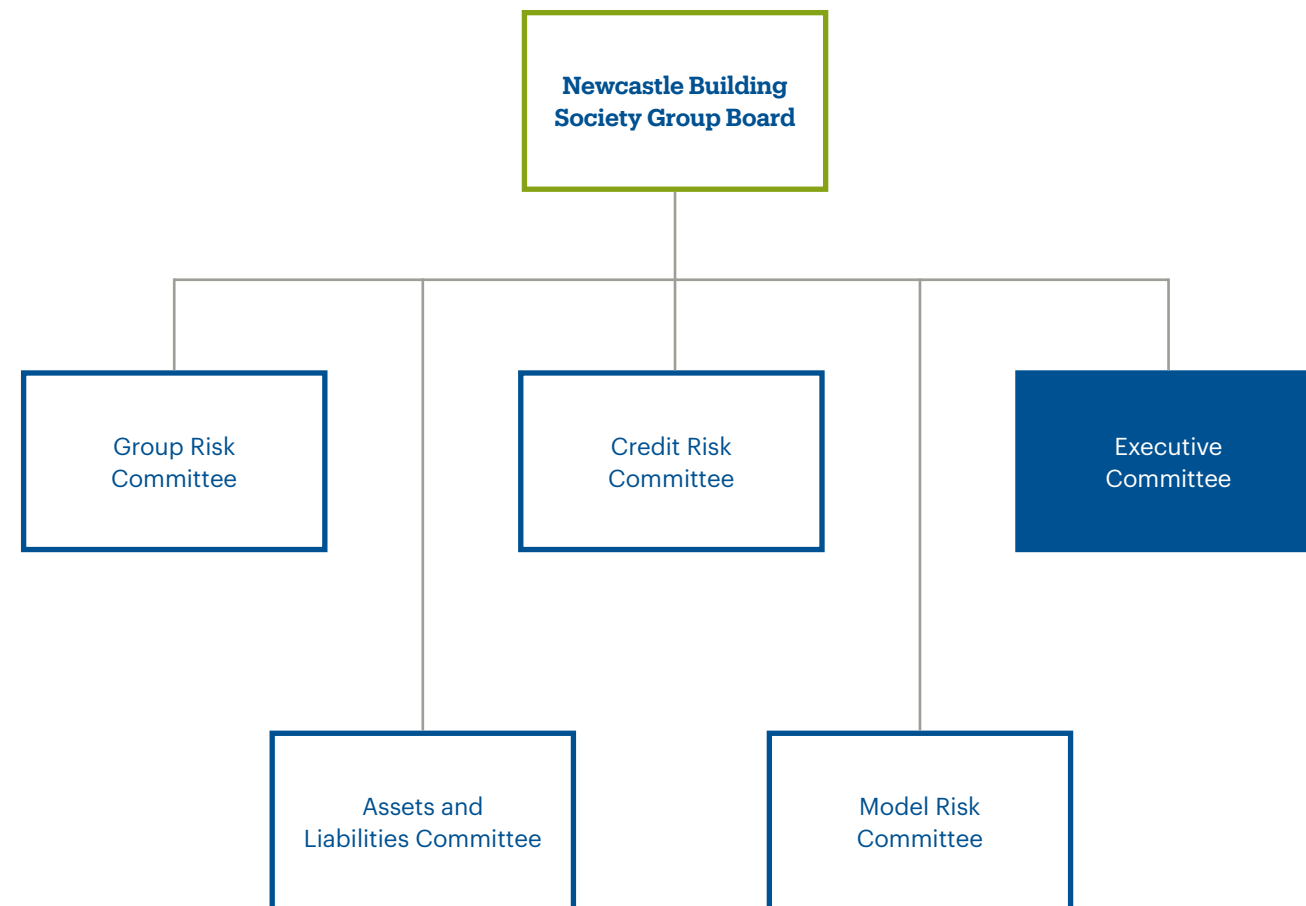 Newcastle Building
Society Group Board
Group Risk
Committee
Credit Risk
Committee
Executive
Committee
Assets and
Liabilities Committee
Model Risk
Committee